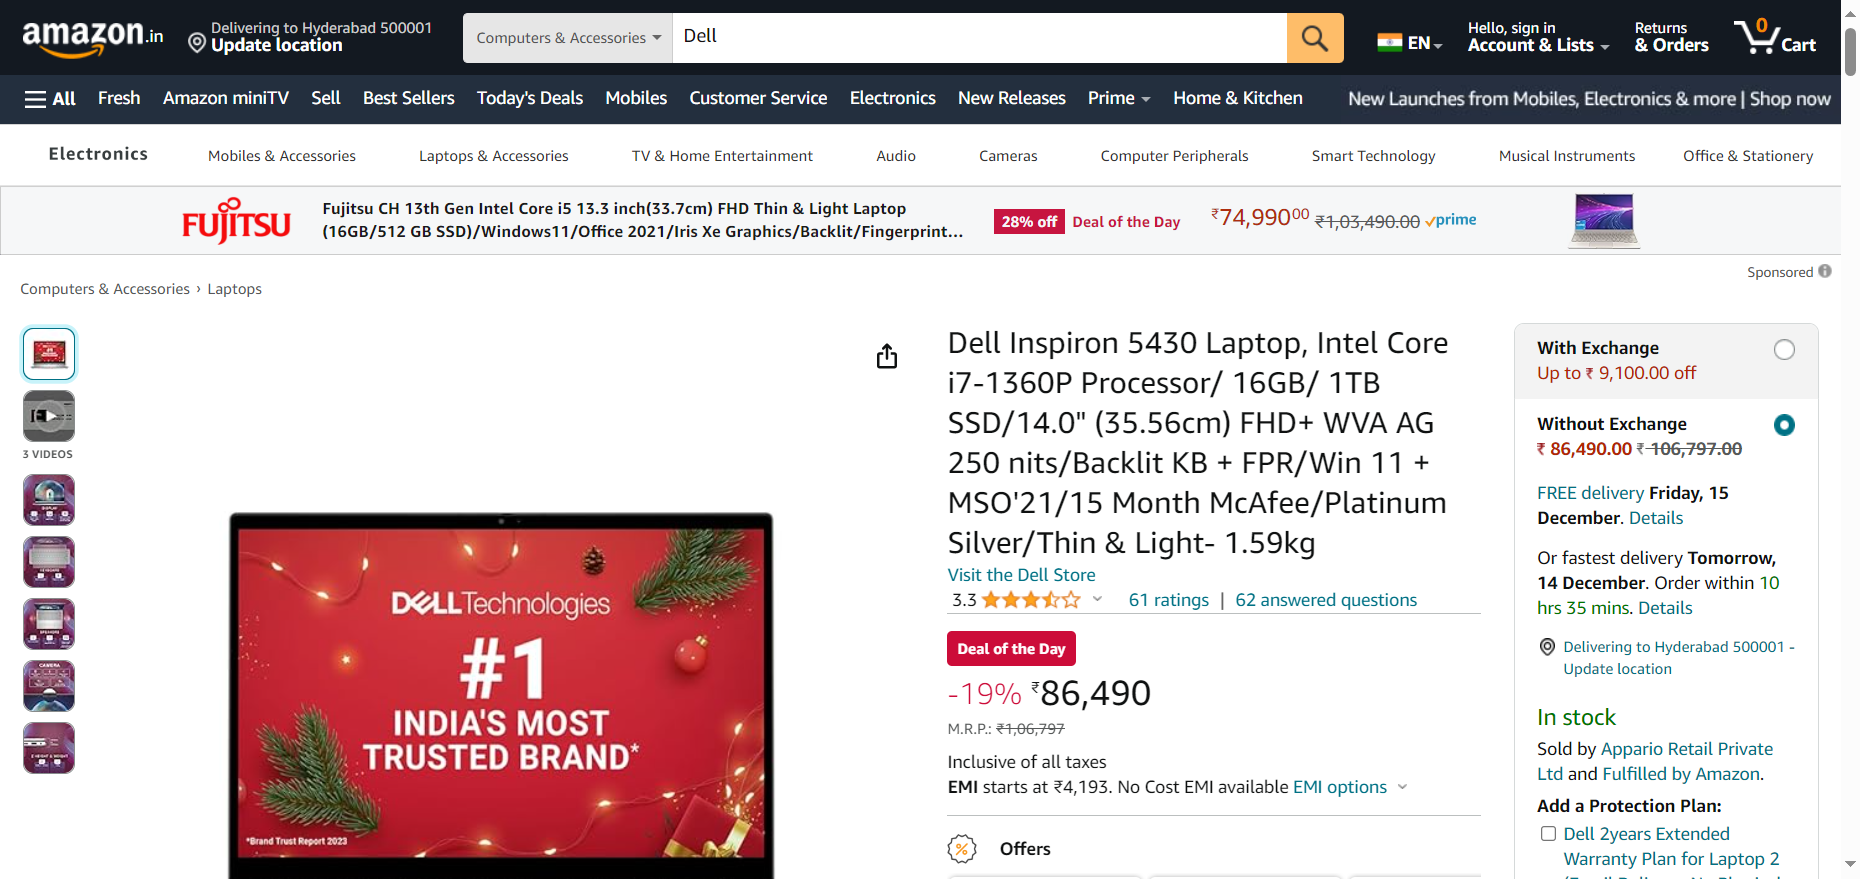 amazon.in
Delivering to Hyderabad 500001
Update location
Computers & Accessories
Dell
EN
Hello, sign in
Account & Lists
Returns
& Orders
0
Cart
All
Fresh
Amazon miniTV
Sell
Best Sellers
Today's Deals
Mobiles
Customer Service
Electronics
New Releases
Prime
Home & Kitchen
New Launches from Mobiles, Electronics & more | Shop now
Electronics
Mobiles & Accessories
Laptops & Accessories
TV & Home Entertainment
Audio
Cameras
Computer Peripherals
Smart Technology
Musical Instruments
Office & Stationery
FUJITSU
Fujitsu CH 13th Gen Intel Core i5 13.3 inch(33.7cm) FHD Thin & Light Laptop
(16GB/512 GB SSD)/Windows11/Office 2021/Iris Xe Graphics/Backlit/Fingerprint...
28% off
Deal of the Day
₹74,99000
₹1,03,490.00
prime
Sponsored
Computers & Accessories › Laptops
3 VIDEOS
DELLTechnologies
#1
INDIA'S MOST
TRUSTED BRAND*
*Brand Trust Report 2023
Dell Inspiron 5430 Laptop, Intel Core
i7-1360P Processor/ 16GB/ 1TB
SSD/14.0" (35.56cm) FHD+ WVA AG
250 nits/Backlit KB + FPR/Win 11 +
MSO'21/15 Month McAfee/Platinum
Silver/Thin & Light- 1.59kg
Visit the Dell Store
3.3
61 ratings | 62 answered questions
Deal of the Day
-19% ₹86,490
M.R.P.: ₹1,06,797
Inclusive of all taxes
EMI starts at ₹4,193. No Cost EMI available EMI options
% Offers
With Exchange
Up to ₹ 9,100.00 off
Without Exchange
₹ 86,490.00 ₹ 106,797.00
FREE delivery Friday, 15
December. Details
Or fastest delivery Tomorrow,
14 December. Order within 10
hrs 35 mins. Details
Delivering to Hyderabad 500001 -
Update location
In stock
Sold by Appario Retail Private
Ltd and Fulfilled by Amazon.
Add a Protection Plan:
Dell 2years Extended
Warranty Plan for Laptop 2